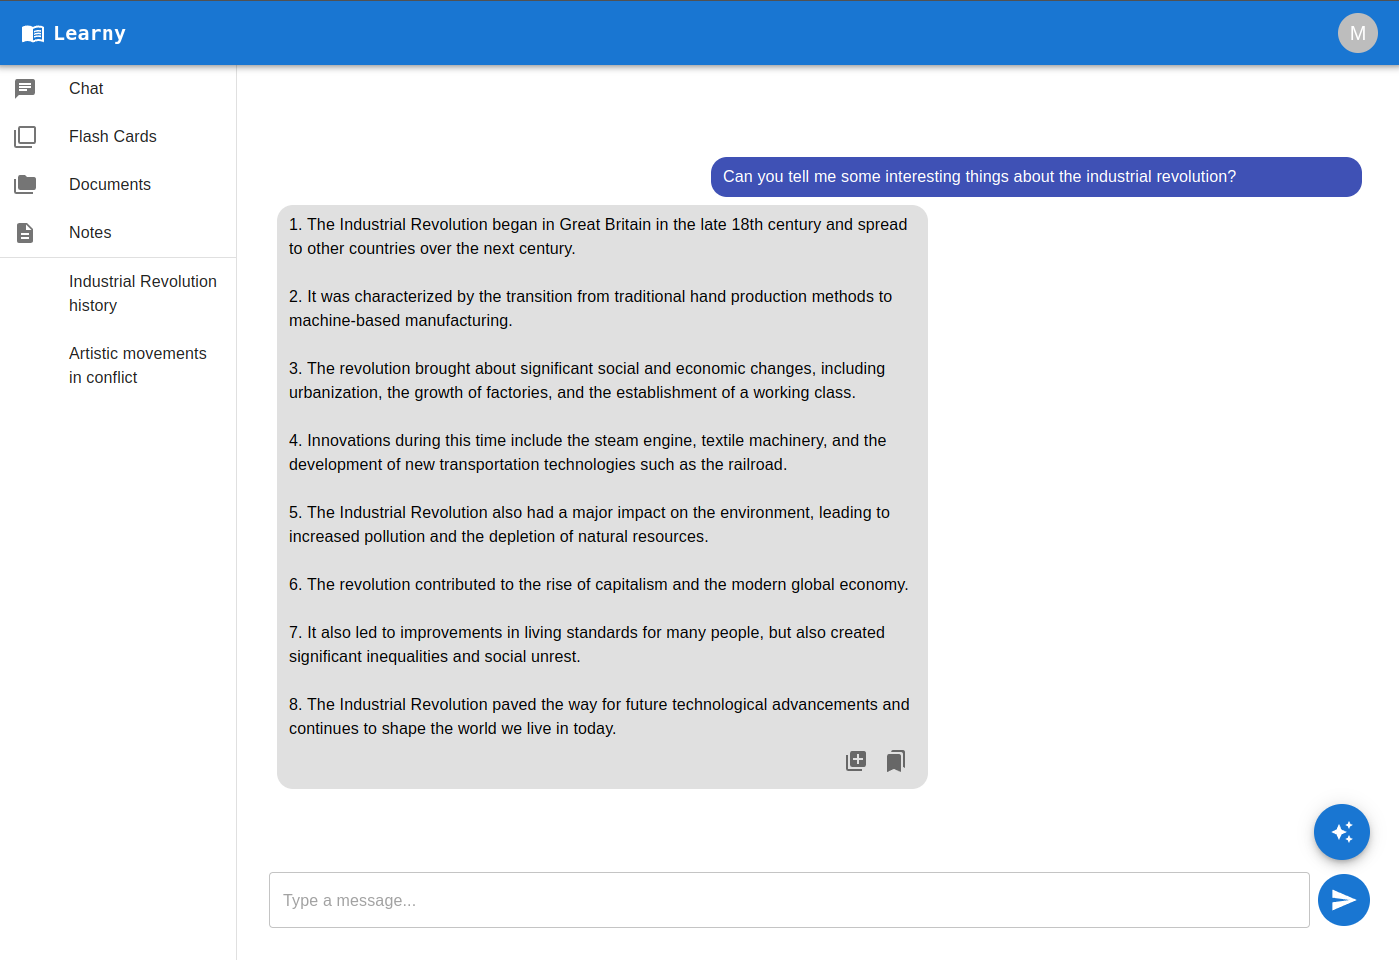 Learny
M
Chat
Flash Cards
Documents
Notes
Industrial Revolution
history
Artistic movements
in conflict
Can you tell me some interesting things about the industrial revolution?
1. The Industrial Revolution began in Great Britain in the late 18th century and spread
to other countries over the next century.
2. It was characterized by the transition from traditional hand production methods to
machine-based manufacturing.
3. The revolution brought about significant social and economic changes, including
urbanization, the growth of factories, and the establishment of a working class.
4. Innovations during this time include the steam engine, textile machinery, and the
development of new transportation technologies such as the railroad.
5. The Industrial Revolution also had a major impact on the environment, leading to
increased pollution and the depletion of natural resources.
6. The revolution contributed to the rise of capitalism and the modern global economy.
7. It also led to improvements in living standards for many people, but also created
significant inequalities and social unrest.
8. The Industrial Revolution paved the way for future technological advancements and
continues to shape the world we live in today.
Type a message...